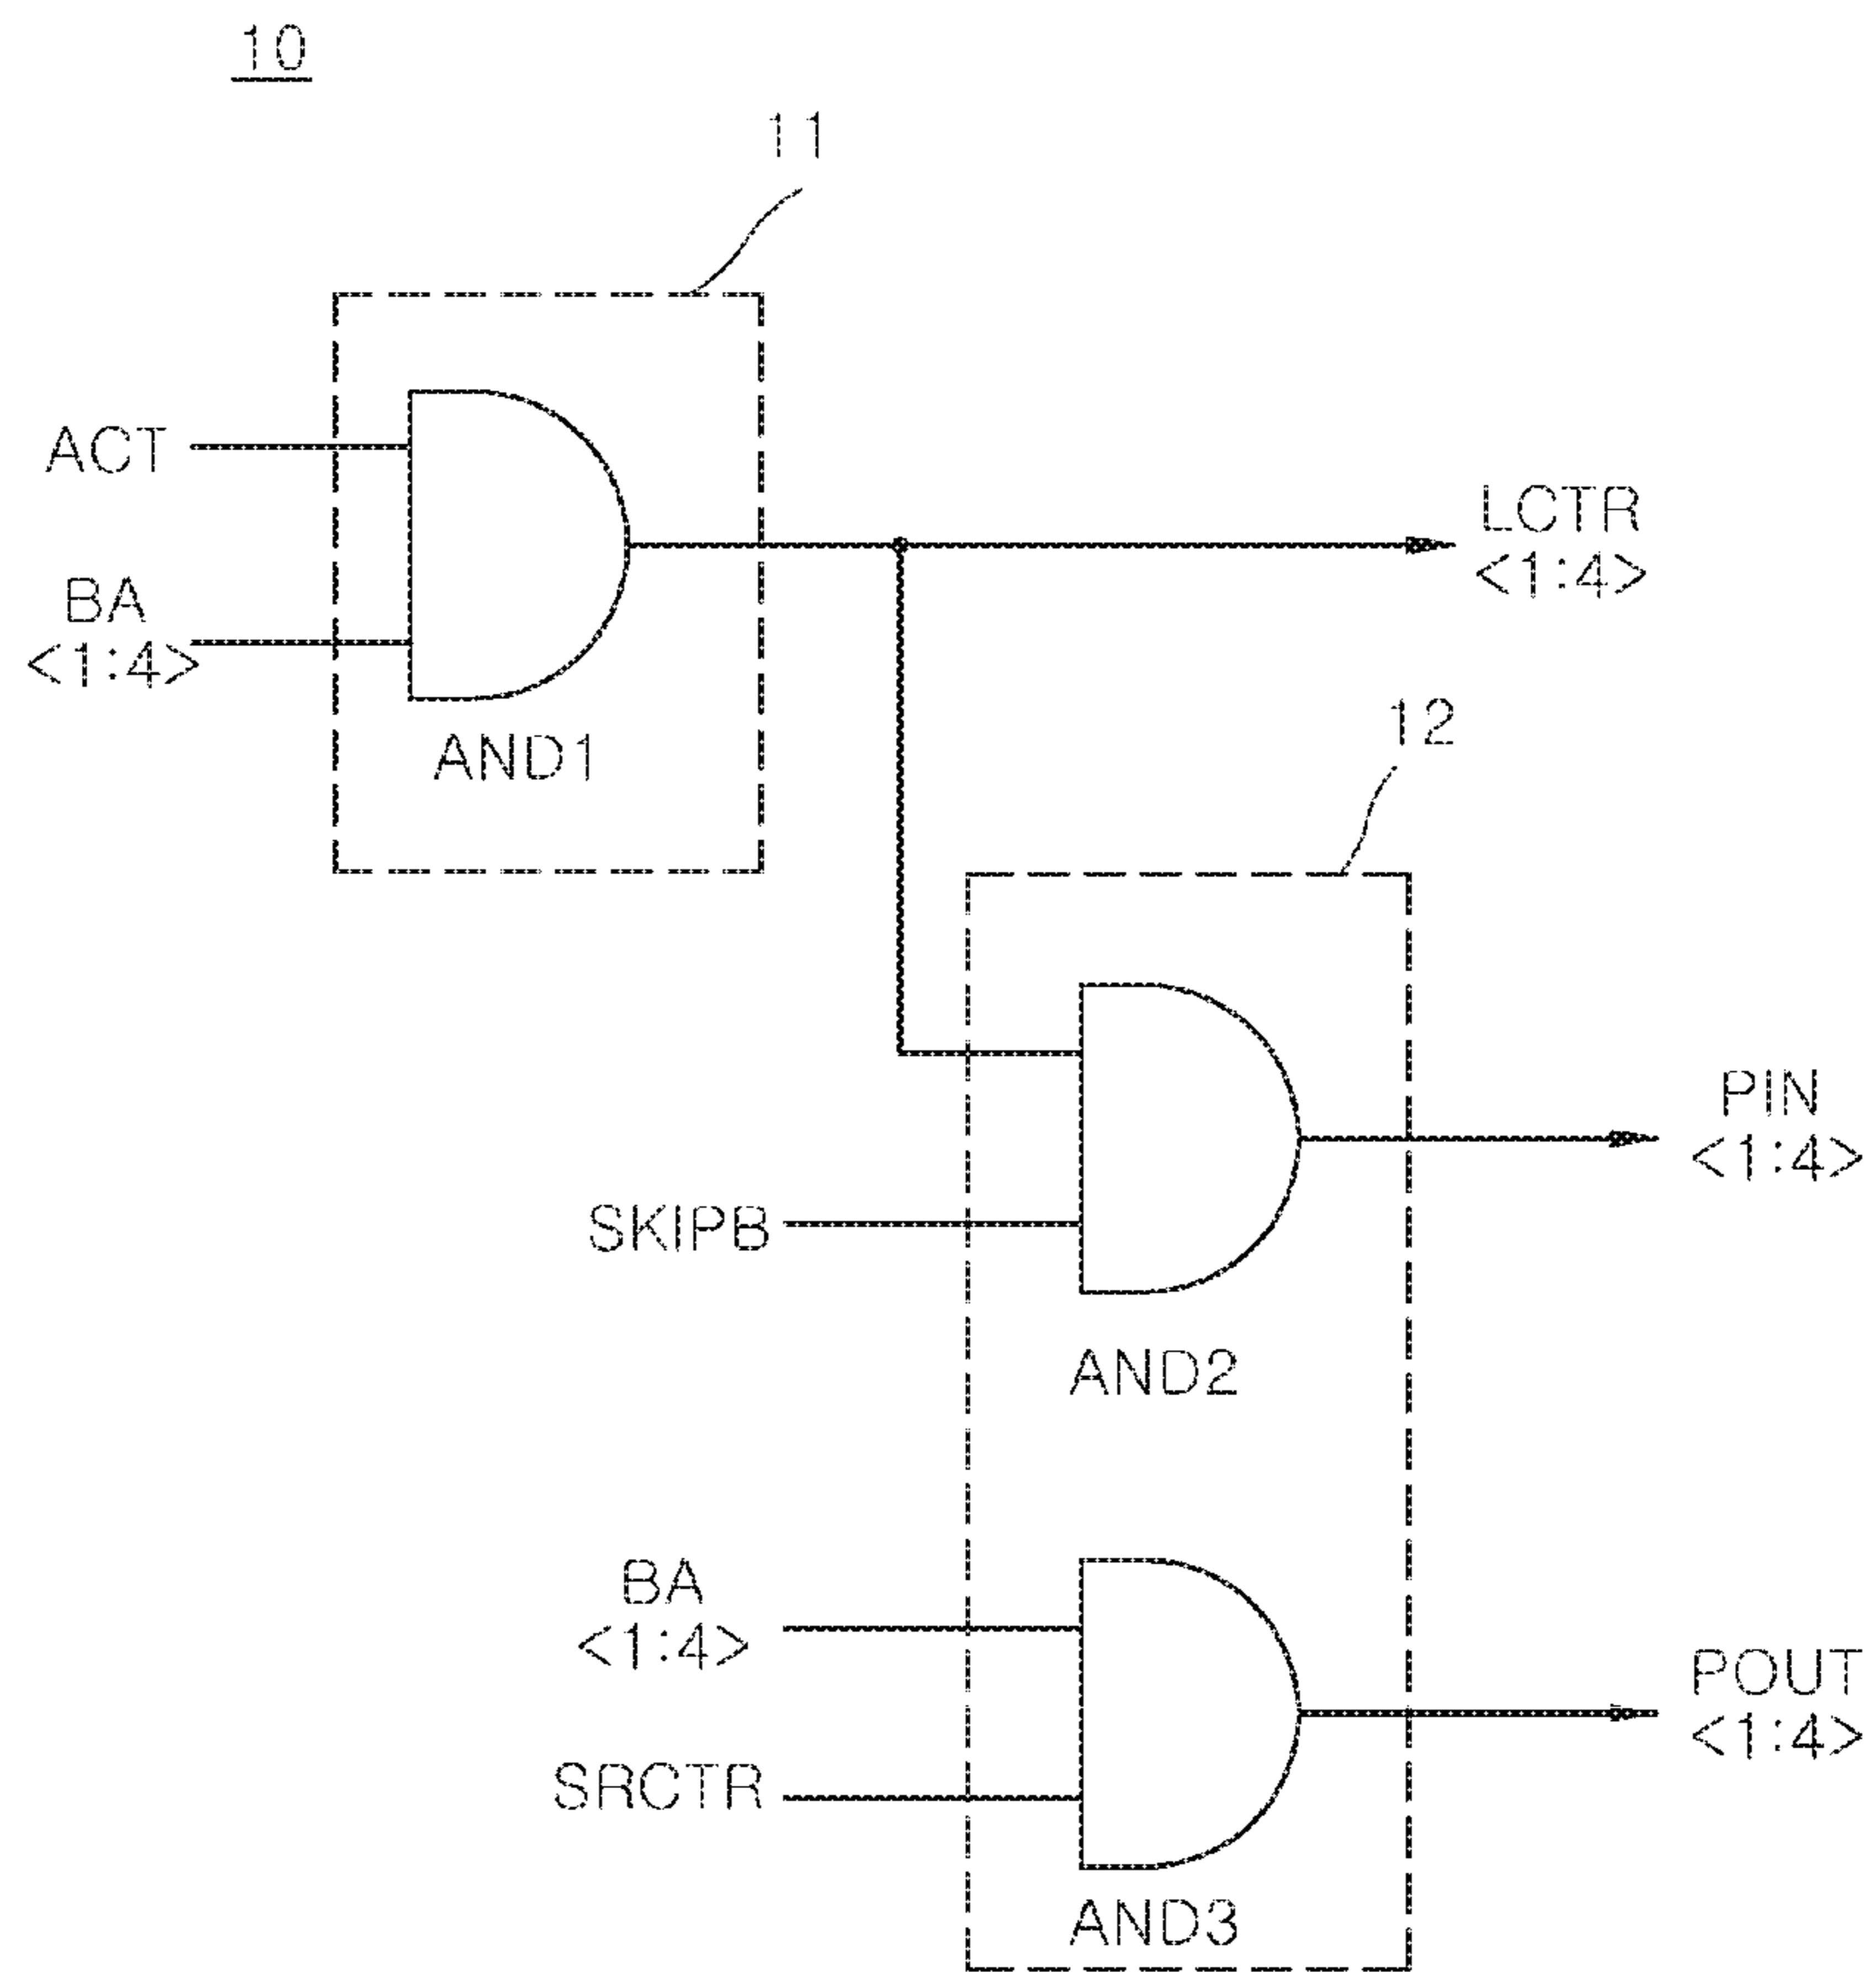 10
11
ACT
LCTR
<1:4>
BA
<1:4>
AND1
12
PIN
<1:4>
SKIPB
AND2
BA
<1:4>
POUT
<1:4>
SRCTR
AND3